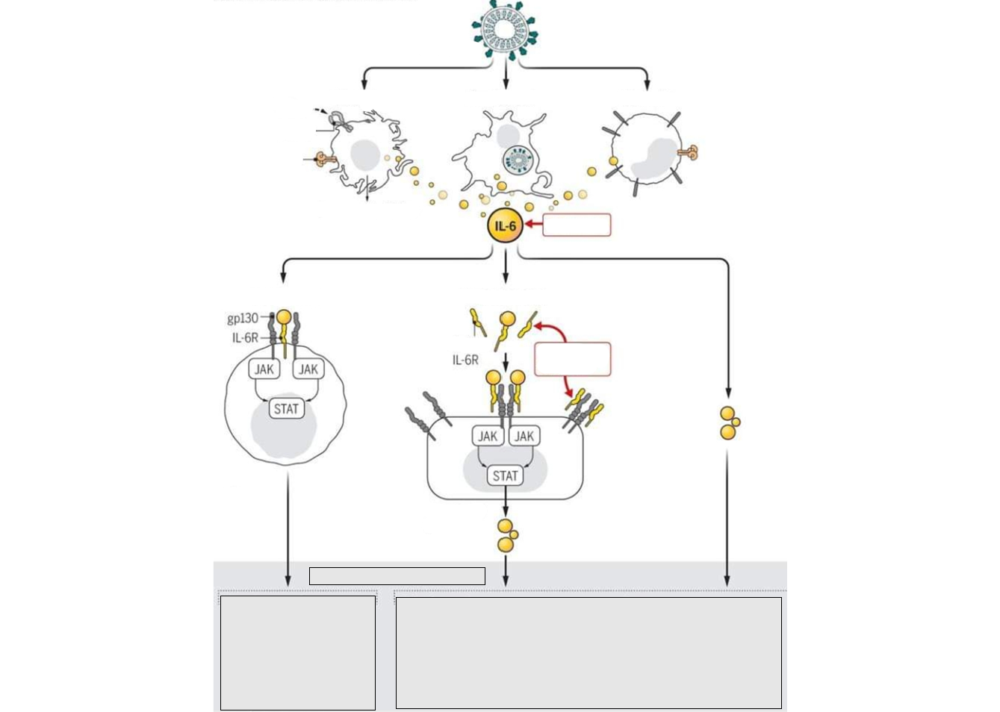 IL-6
gp130
IL-6R
JAK JAK
STAT
IL-6R
JAK JAK
STAT